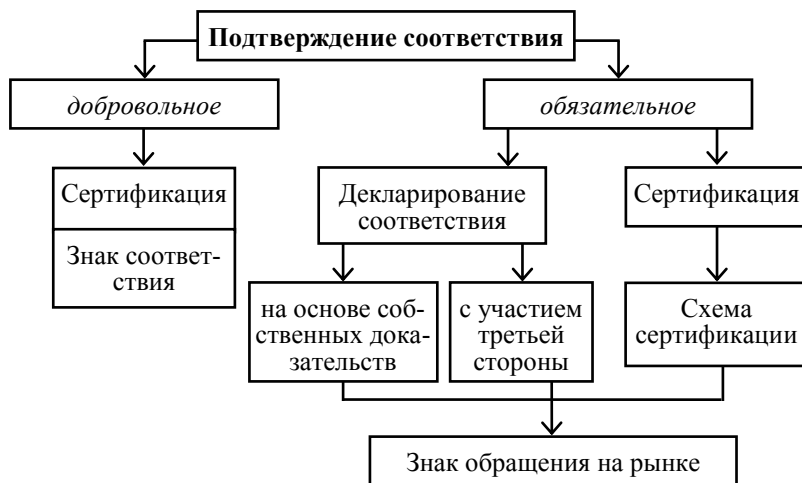 Подтверждение соответствия
добровольное
обязательное
Сертификация
Знак соответ-
ствия
Декларирование
соответствия
Сертификация
на основе соб-
ственных дока-
зательств
с участием
третьей
стороны
Схема
сертификации
Знак обращения на рынке